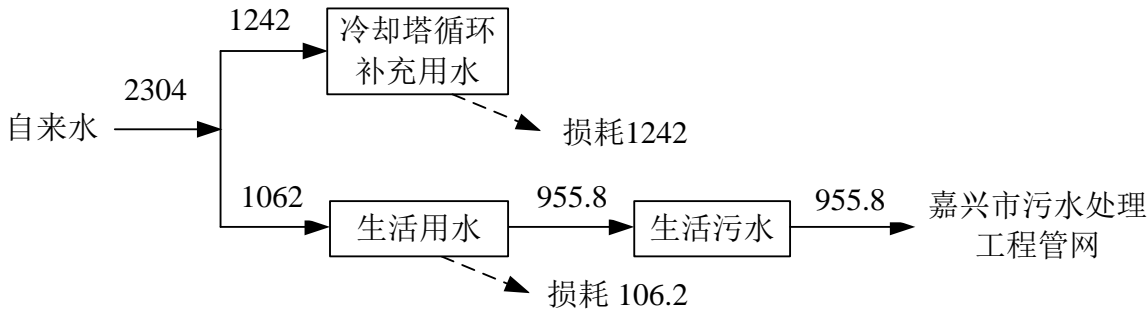 1242
冷却塔循环
补充用水
2304
自来水
损耗1242
1062
生活用水
955.8
生活污水
955.8
嘉兴市污水处理
工程管网
损耗 106.2